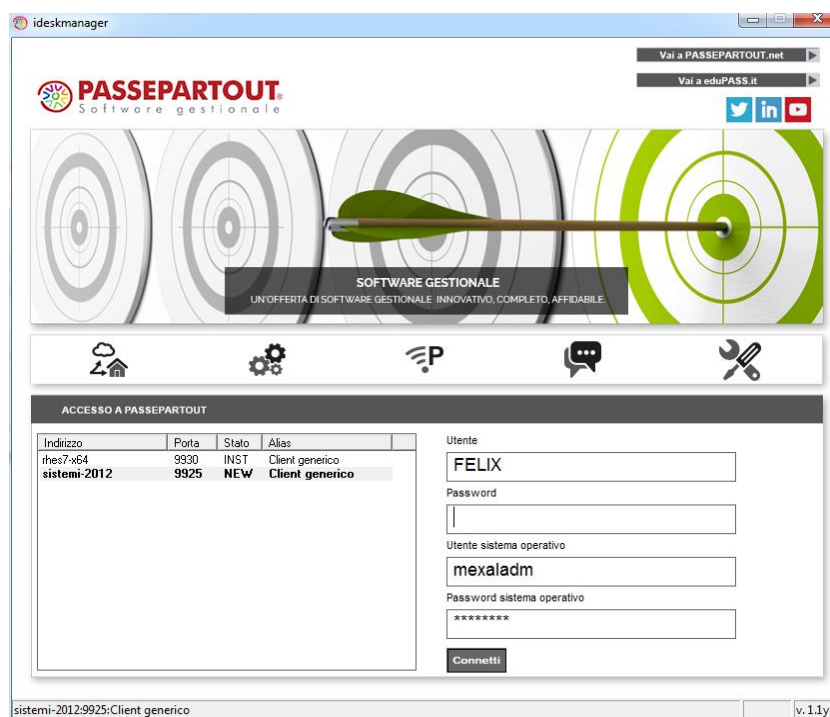 ideskmanager
Vai a PASSEPARTOUT.net
Vai a eduPASS.it
PASSEPARTOUT®
Software gestionale
in
SOFTWARE GESTIONALE
UN'OFFERTA DI SOFTWARE GESTIONALE INNOVATIVO, COMPLETO, AFFIDABILE.
P
ACCESSO A PASSEPARTOUT
Indirizzo Porta Stato Alias
rhes7-x64 9930 INST Client generico
sistemi-2012 9925 NEW Client generico
Utente
FELIX
Password
Utente sistema operativo
mexaladm
Password sistema operativo
********
Connetti
sistemi-2012:9925:Client generico
v. 1.1y